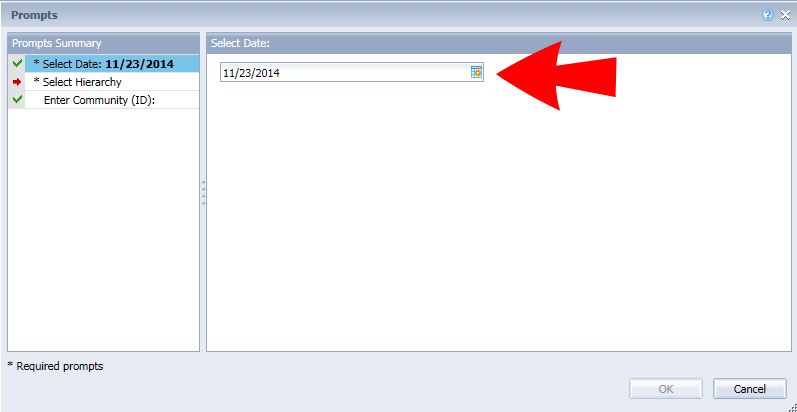 Prompts
Prompts Summary
* Select Date: 11/23/2014
* Select Hierarchy
Enter Community (ID):
Select Date:
11/23/2014
* Required prompts
OK
Cancel